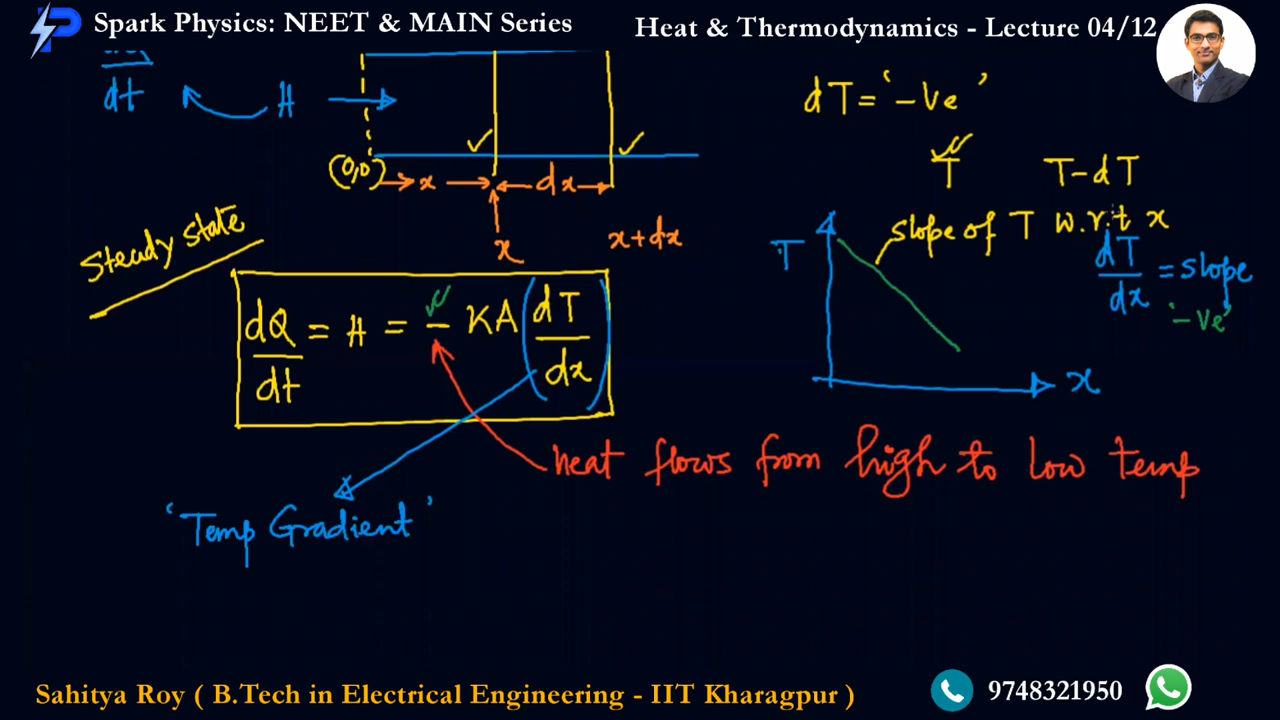 Spark Physics: NEET & MAIN Series
Heat & Thermodynamics - Lecture 04/12
dQ
dt
H
(0,0)
x
dx
x
x+dx
dT = '-ve'
T
T-dT
slope of T w.r.t x
T
dT
dx
= slope
'-ve'
x
Steady state
dQ/dt = H = - KA (dT/dx)
heat flows from high to low temp
'Temp Gradient'
Sahitya Roy ( B.Tech in Electrical Engineering - IIT Kharagpur )
9748321950